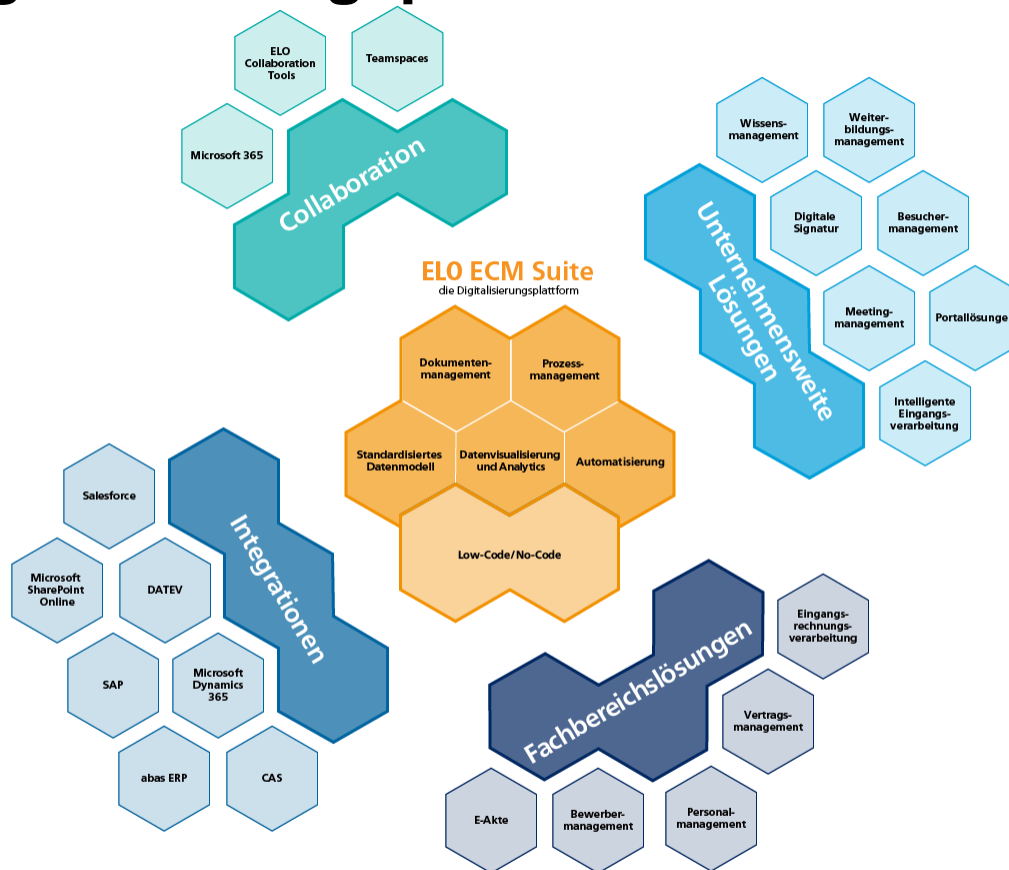 ELO
Collaboration
Tools
Teamspaces
Microsoft 365
Collaboration
Wissens-
management
Weiter-
bildungs-
management
Digitale
Signatur
Besucher-
management
Meeting-
management
Portallösunge
Intelligente
Eingangs-
verarbeitung
Unternehmensweite
Lösungen
ELO ECM Suite
die Digitalisierungsplattform
Dokumenten-
management
Prozess-
management
Standardisiertes
Datenmodell
Datenvisualisierung
und Analytics
Automatisierung
Low-Code/No-Code
Salesforce
Microsoft
SharePoint
Online
DATEV
SAP
Microsoft
Dynamics
365
abas ERP
CAS
Integrationen
Fachbereichslösungen
Eingangs-
rechnungs-
verarbeitung
Vertrags-
management
E-Akte
Bewerber-
management
Personal-
management